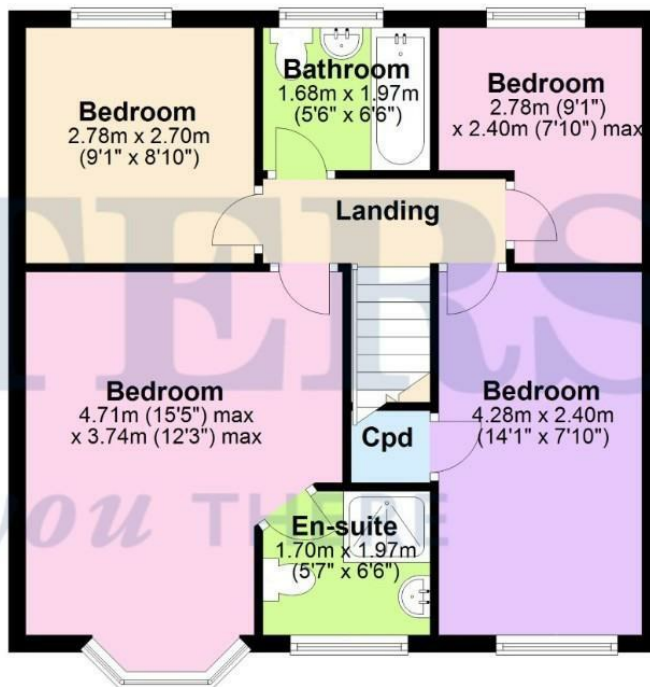 Bedroom
2.78m x 2.70m
(9'1" x 8'10")
Bathroom
1.68m x 1.97m
(5'6" x 6'6")
Bedroom
2.78m (9'1")
x 2.40m (7'10") max
Landing
TERS
Bedroom
4.71m (15'5") max
x 3.74m (12'3") max
Bedroom
4.28m x 2.40m
(14'1" x 7'10")
Cpd
you THERE
En-suite
1.70m x 1.97m
(5'7" x 6'6")